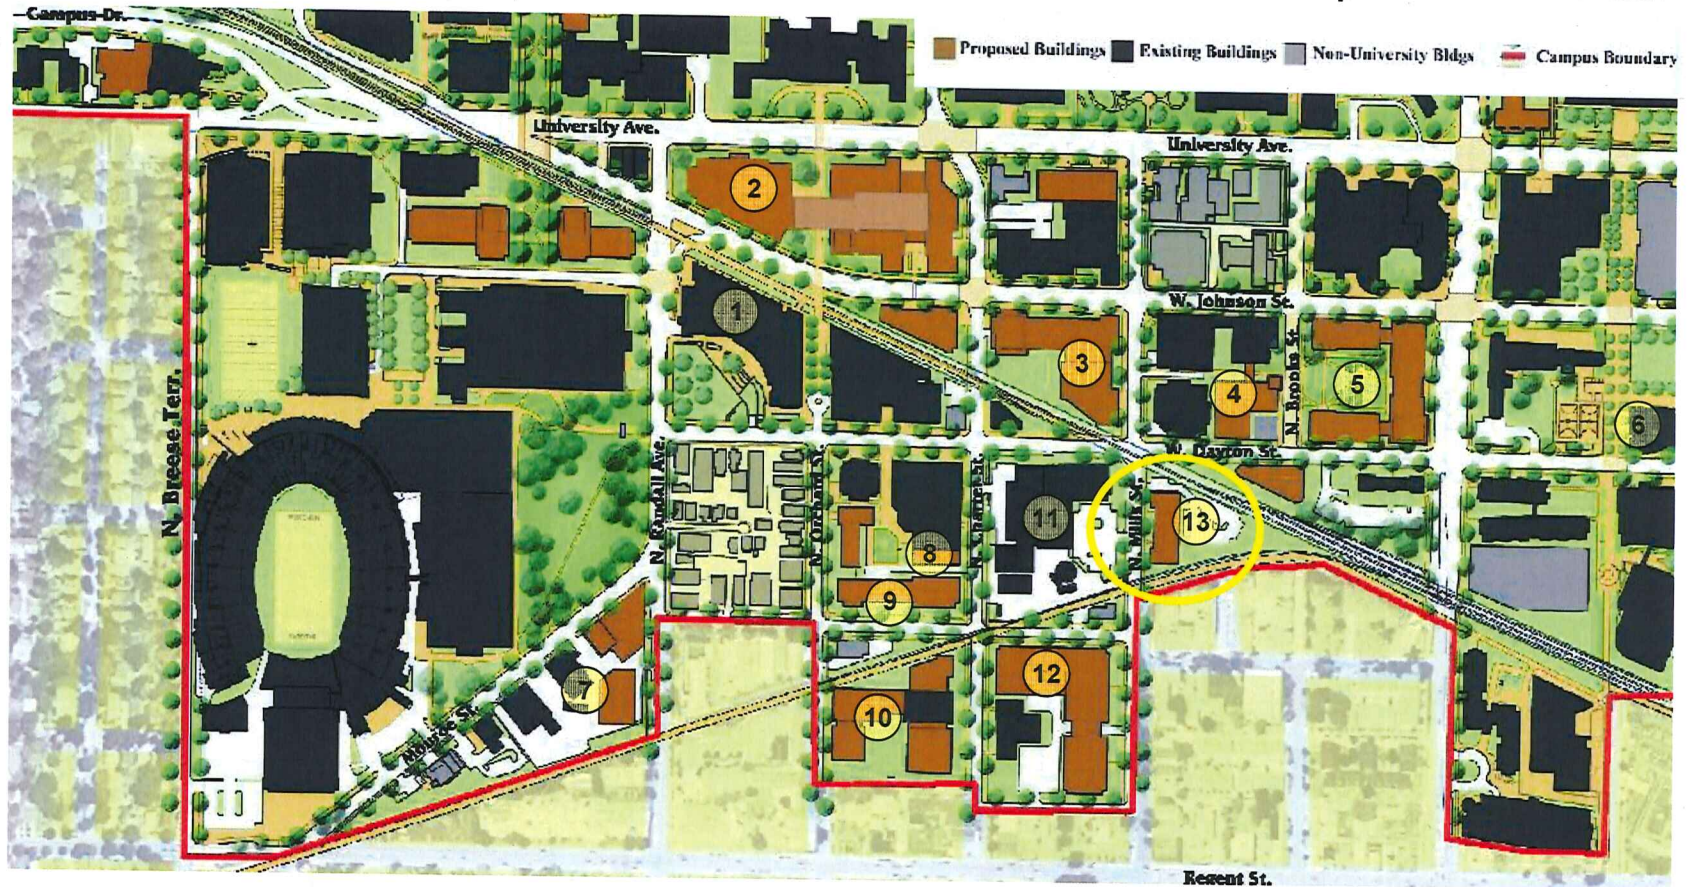 Campus Dr.
Proposed Buildings
Existing Buildings
Non-University Bldgs
Campus Boundary
University Ave.
University Ave.
2
W. Johnson St.
1
3
4
N. Brooks St.
5
6
N. Breese Terr.
W. Dayton St.
N. Randall Ave.
N. Orchard St.
N. Charter St.
N. Mills St.
11
13
8
9
7
12
10
Monroe St.
Regent St.